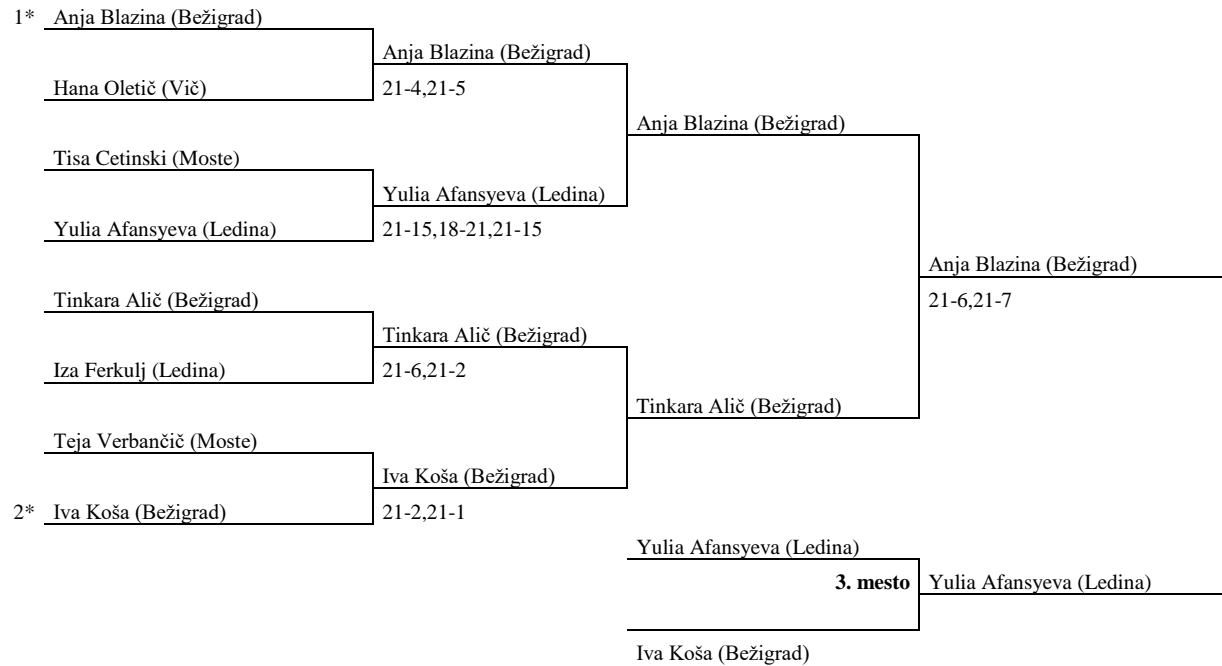 1* Anja Blazina (Bežigrad)
Anja Blazina (Bežigrad)
Hana Oletič (Vič)
21-4,21-5
Anja Blazina (Bežigrad)
Tisa Cetinski (Moste)
Yulia Afansyeva (Ledina)
Yulia Afansyeva (Ledina)
21-15,18-21,21-15
Anja Blazina (Bežigrad)
Tinkara Alič (Bežigrad)
21-6,21-7
Tinkara Alič (Bežigrad)
Iza Ferkulj (Ledina)
21-6,21-2
Tinkara Alič (Bežigrad)
Teja Verbančič (Moste)
Iva Koša (Bežigrad)
2* Iva Koša (Bežigrad)
21-2,21-1
Yulia Afansyeva (Ledina)
3. mesto
Yulia Afansyeva (Ledina)
Iva Koša (Bežigrad)